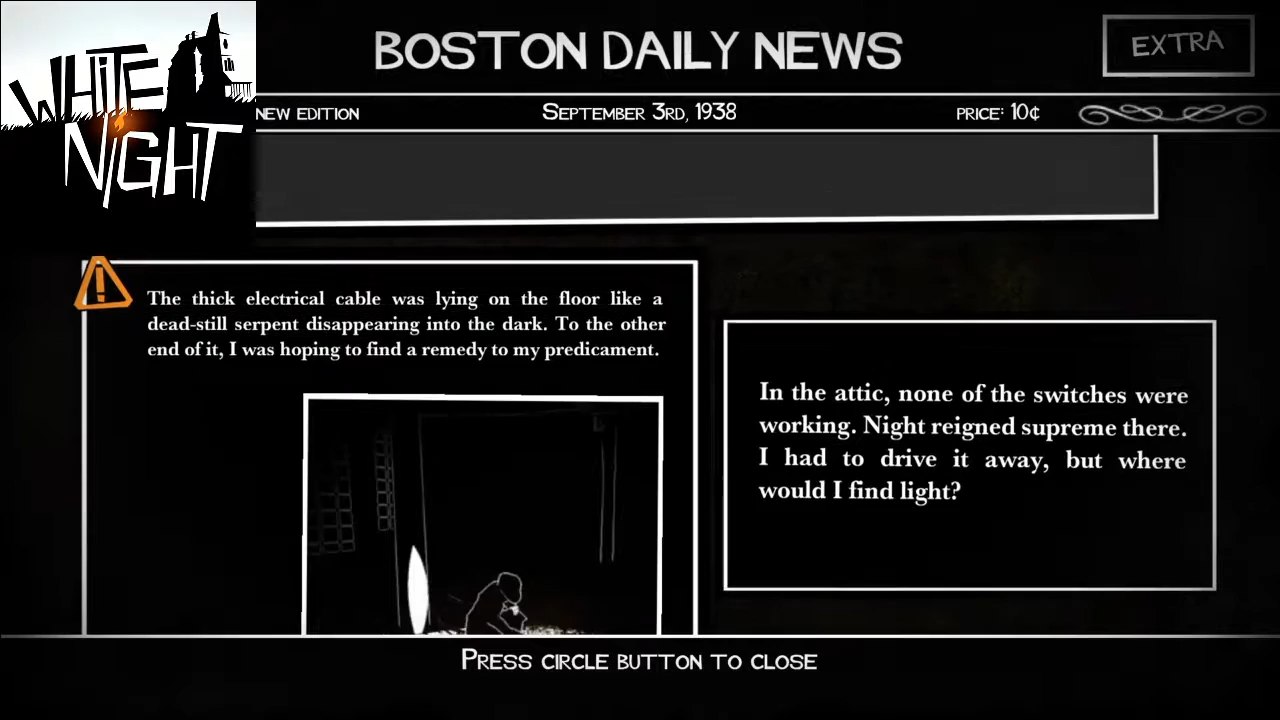 WHITE
NIGHT
BOSTON DAILY NEWS
EXTRA
NEW EDITION
SEPTEMBER 3RD, 1938
PRICE: 10¢
The thick electrical cable was lying on the floor like a
dead-still serpent disappearing into the dark. To the other
end of it, I was hoping to find a remedy to my predicament.
In the attic, none of the switches were
working. Night reigned supreme there.
I had to drive it away, but where
would I find light?
PRESS CIRCLE BUTTON TO CLOSE